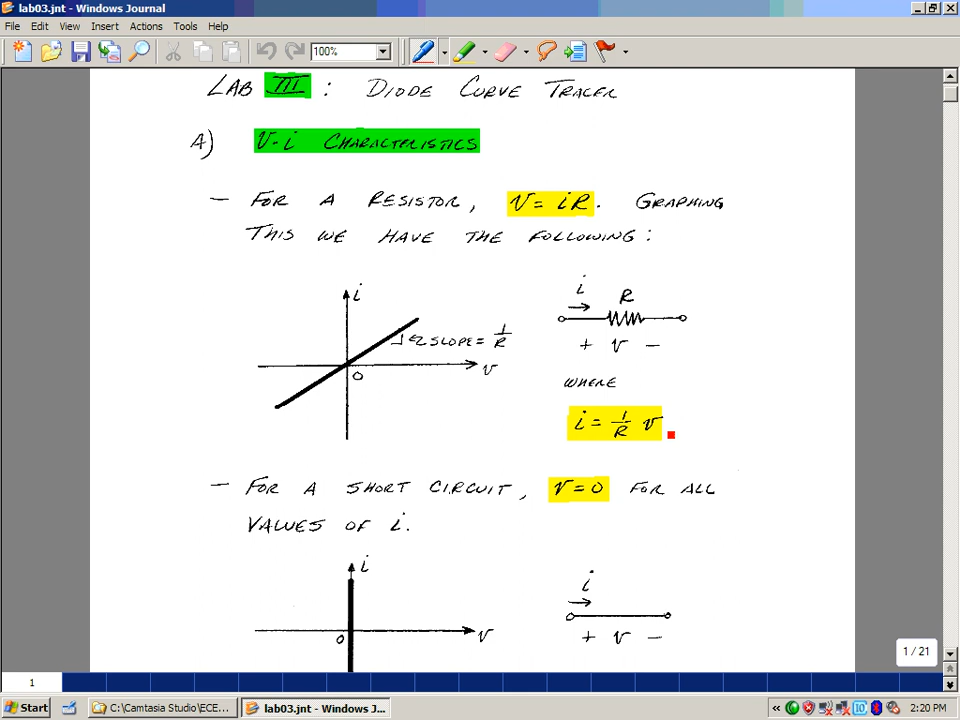 lab03.jnt - Windows Journal
File Edit View Insert Actions Tools Help
100%
LAB III : DIODE CURVE TRACER
A) V-i CHARACTERISTICS
- FOR A RESISTOR, V = iR. GRAPHING
THIS WE HAVE THE FOLLOWING:
i
SLOPE = 1/R
0
V
i
R
+ V -
WHERE
i = 1/R V
- FOR A SHORT CIRCUIT, V = 0 FOR ALL
VALUES OF i.
i
0
V
i
+ V -
1 / 21
1
Start
C:\Camtasia Studio\ECE...
lab03.jnt - Windows J...
2:20 PM